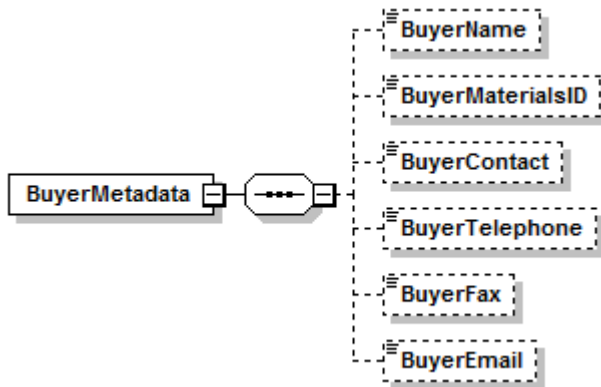 BuyerName
BuyerMaterialsID
BuyerContact
BuyerMetadata
BuyerTelephone
BuyerFax
BuyerEmail